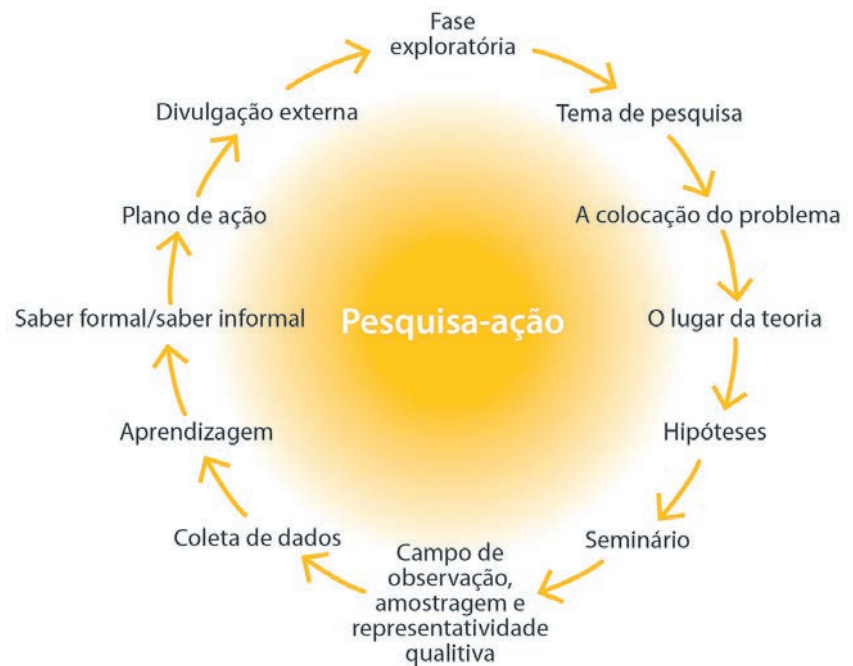 Fase
exploratória
Tema de pesquisa
A colocação do problema
O lugar da teoria
Hipóteses
Seminário
Campo de
observação,
amostragem e
representatividade
qualitiva
Coleta de dados
Aprendizagem
Saber formal/saber informal
Plano de ação
Divulgação externa
Pesquisa-ação